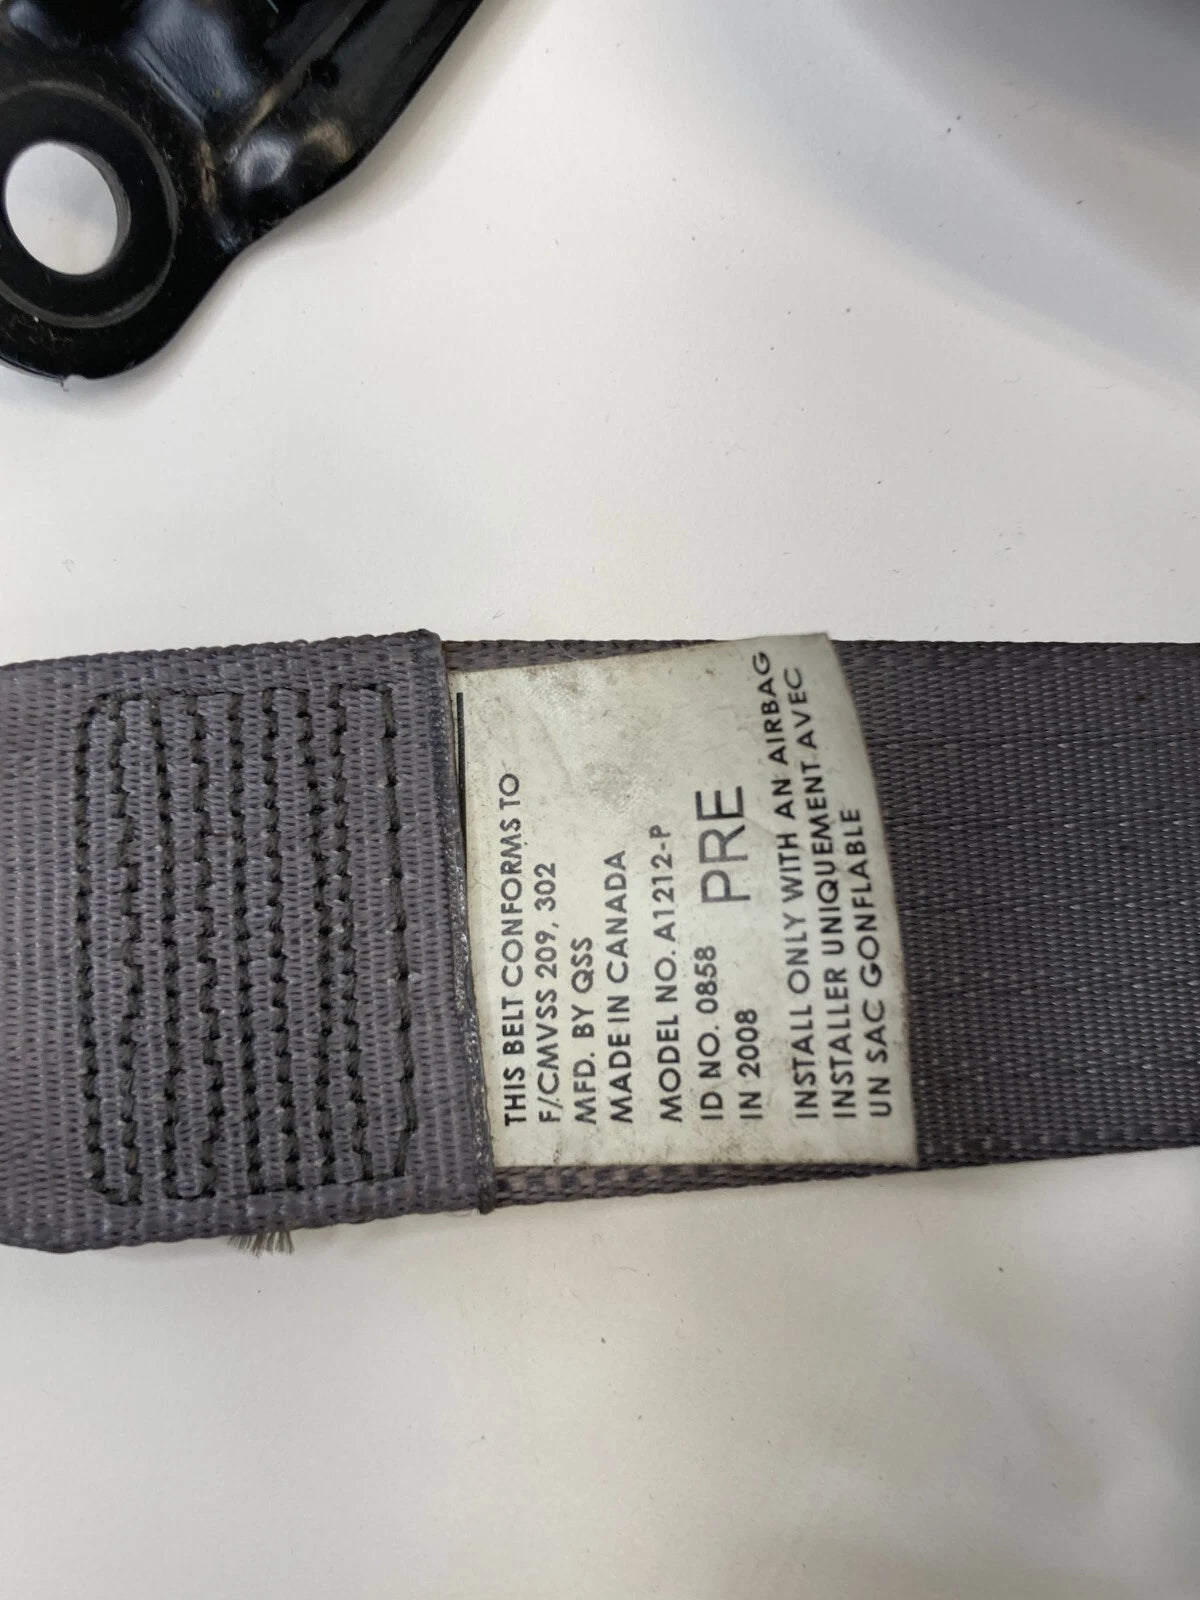 THIS BELT CONFORMS TO
F/CMVSS 209, 302
MFD. BY QSS
MADE IN CANADA
MODEL NO. A1212-P
ID NO. 0858 PRE
IN 2008
INSTALL ONLY WITH AN AIRBAG
INSTALLER UNIQUEMENT AVEC
UN SAC GONFLABLE